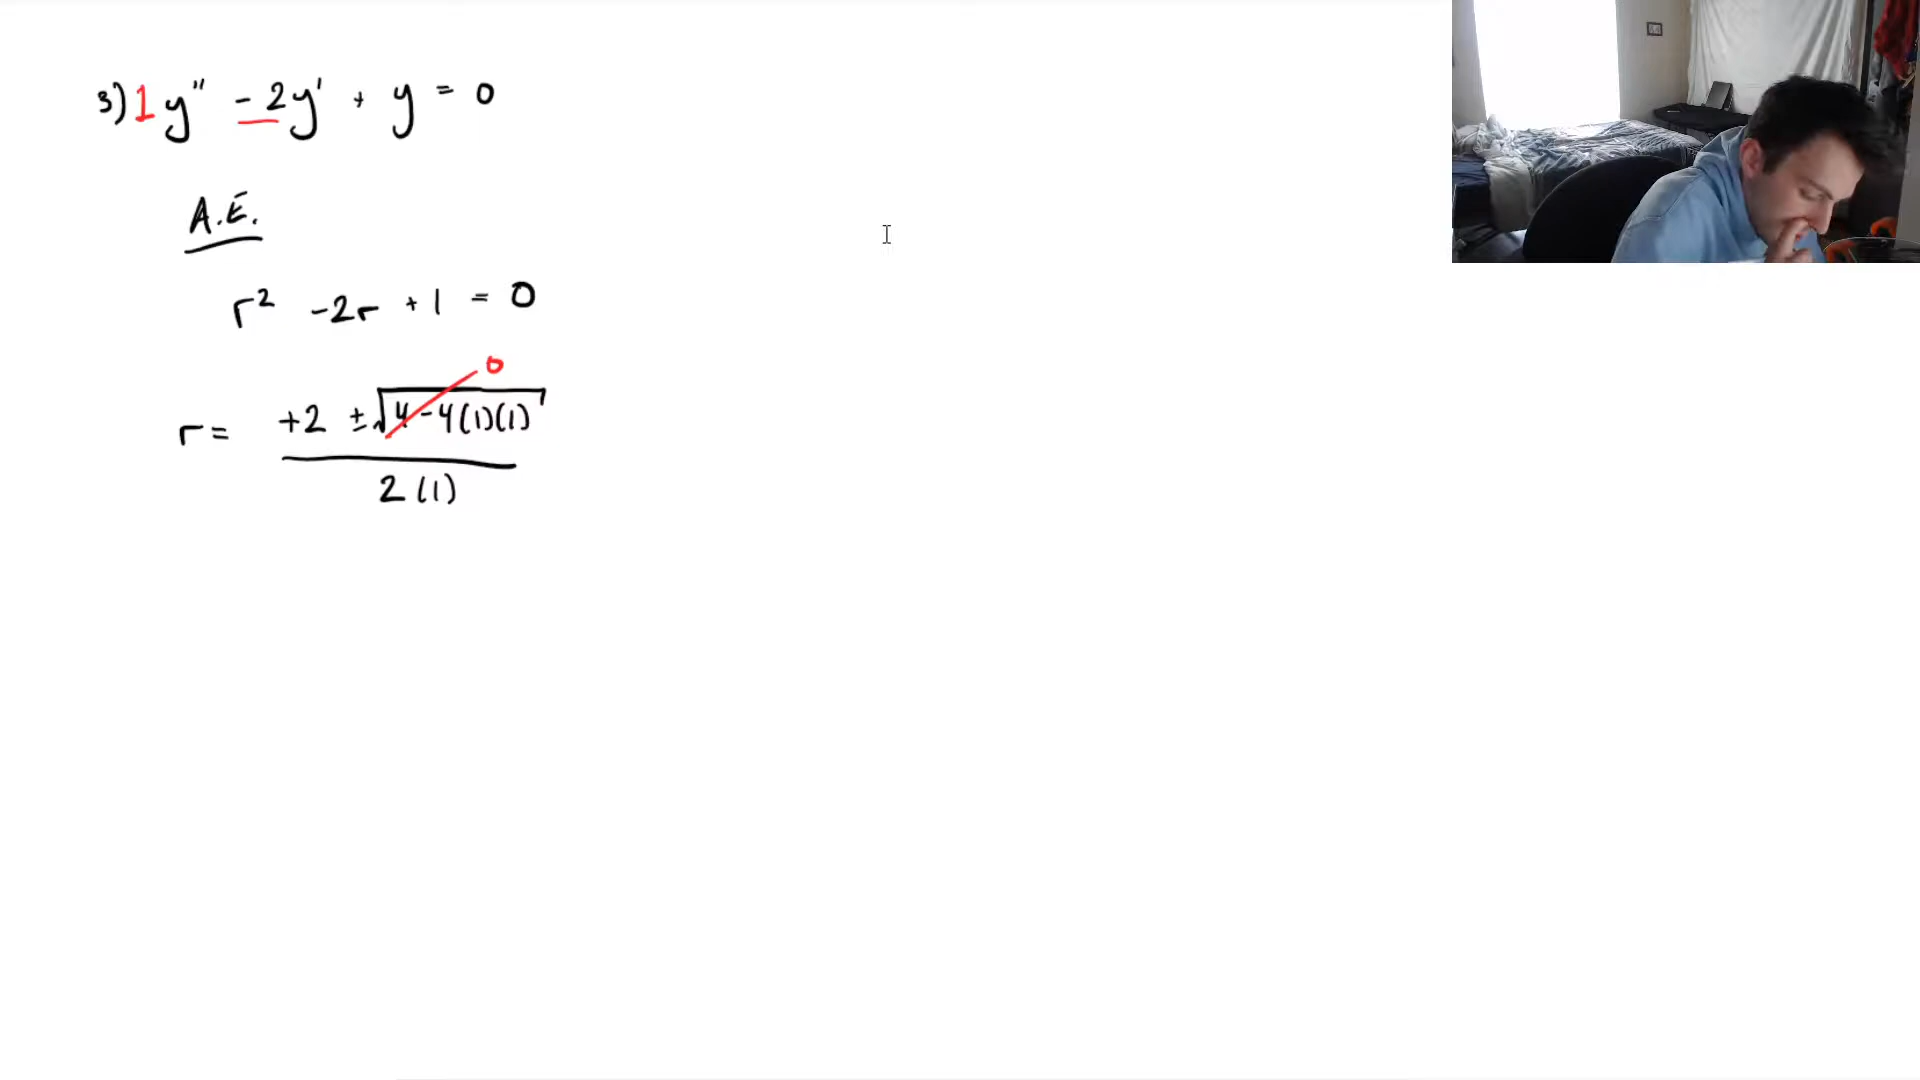 3) 1y" - 2y' + y = 0
A.E.
r² - 2r + 1 = 0
0
r = +2 ± √4 - 4(1)(1)
2(1)